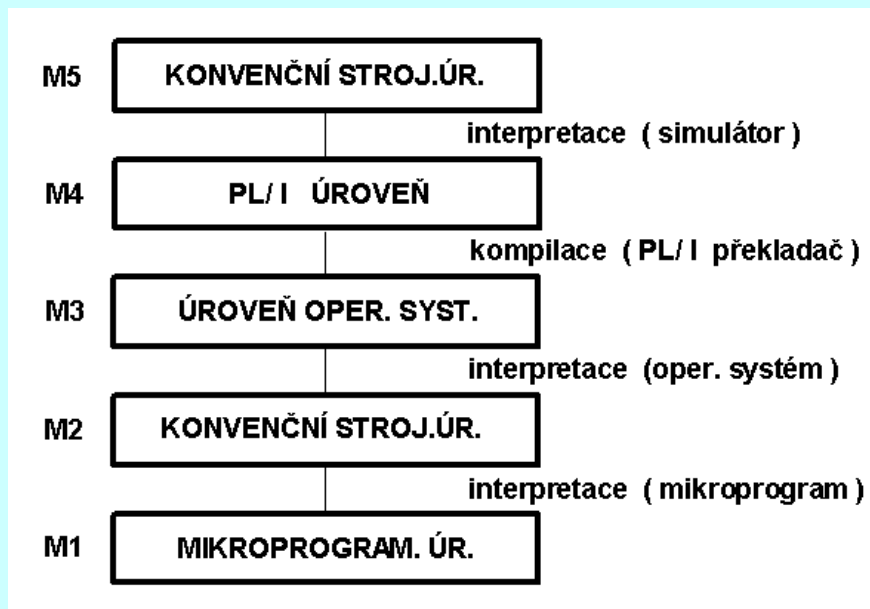 M5 KONVENČNÍ STROJ.ÚR.
interpretace ( simulátor )
M4 PL/ I ÚROVEŇ
kompilace ( PL/ I překladač )
M3 ÚROVEŇ OPER. SYST.
interpretace (oper. systém )
M2 KONVENČNÍ STROJ.ÚR.
interpretace ( mikroprogram )
M1 MIKROPROGRAM. ÚR.